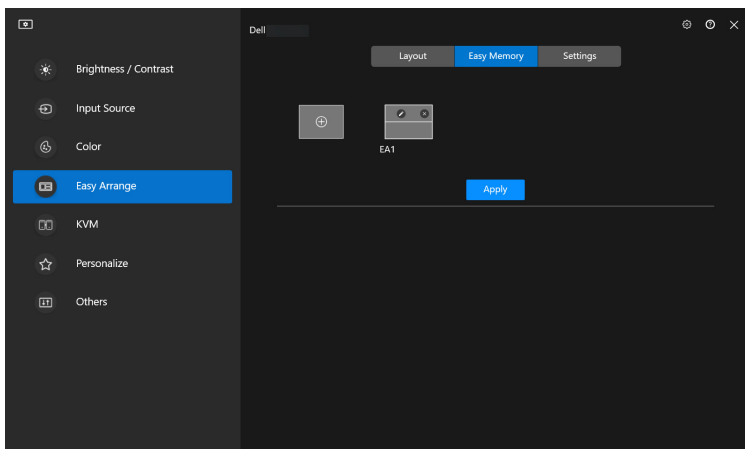 Dell
Layout
Easy Memory
Settings
Brightness / Contrast
Input Source
Color
Easy Arrange
KVM
Personalize
Others
EA1
Apply